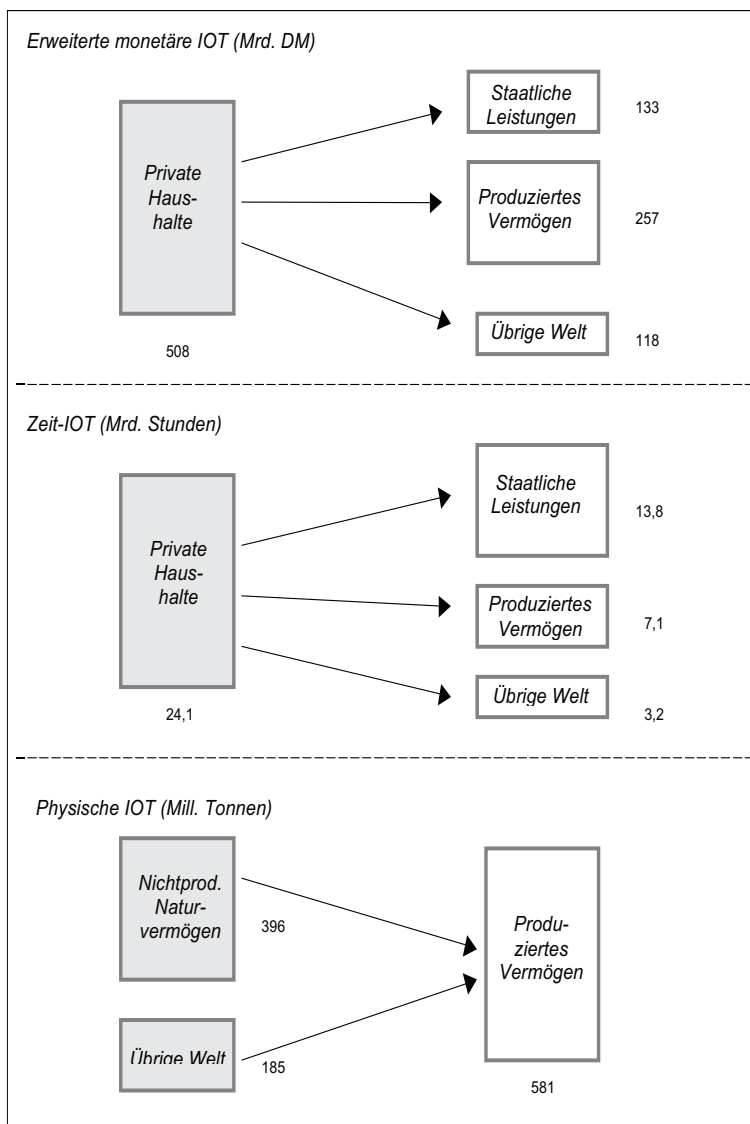 Erweiterte monetäre IOT (Mrd. DM)
Private
Haus-
halte
508
Staatliche
Leistungen
133
Produziertes
Vermögen
257
Übrige Welt
118
Zeit-IOT (Mrd. Stunden)
Private
Haus-
halte
24,1
Staatliche
Leistungen
13,8
Produziertes
Vermögen
7,1
Übrige Welt
3,2
Physische IOT (Mill. Tonnen)
Nichtprod.
Natur-
vermögen
396
Übrige Welt
185
Produ-
ziertes
Vermögen
581